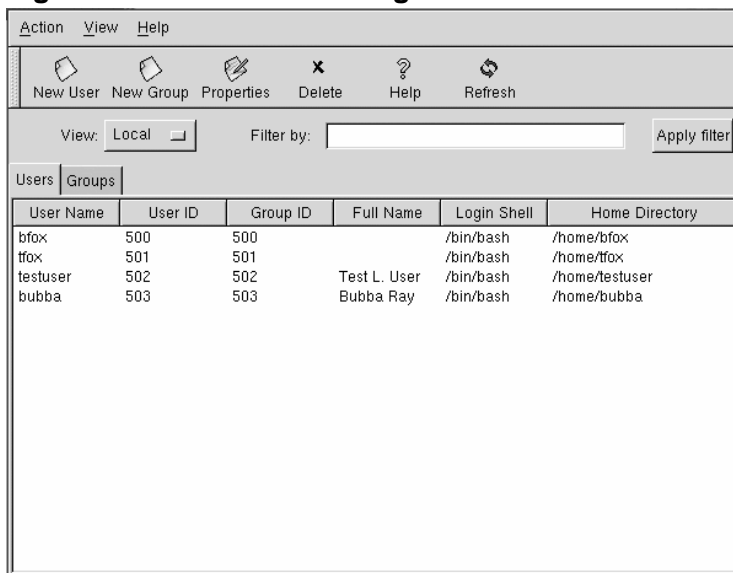 Action View Help
New User New Group Properties Delete Help Refresh
View: Local Filter by: Apply filter
Users Groups
User Name User ID Group ID Full Name Login Shell Home Directory
bfox 500 500 /bin/bash /home/bfox
tfox 501 501 /bin/bash /home/tfox
testuser 502 502 Test L. User /bin/bash /home/testuser
bubba 503 503 Bubba Ray /bin/bash /home/bubba